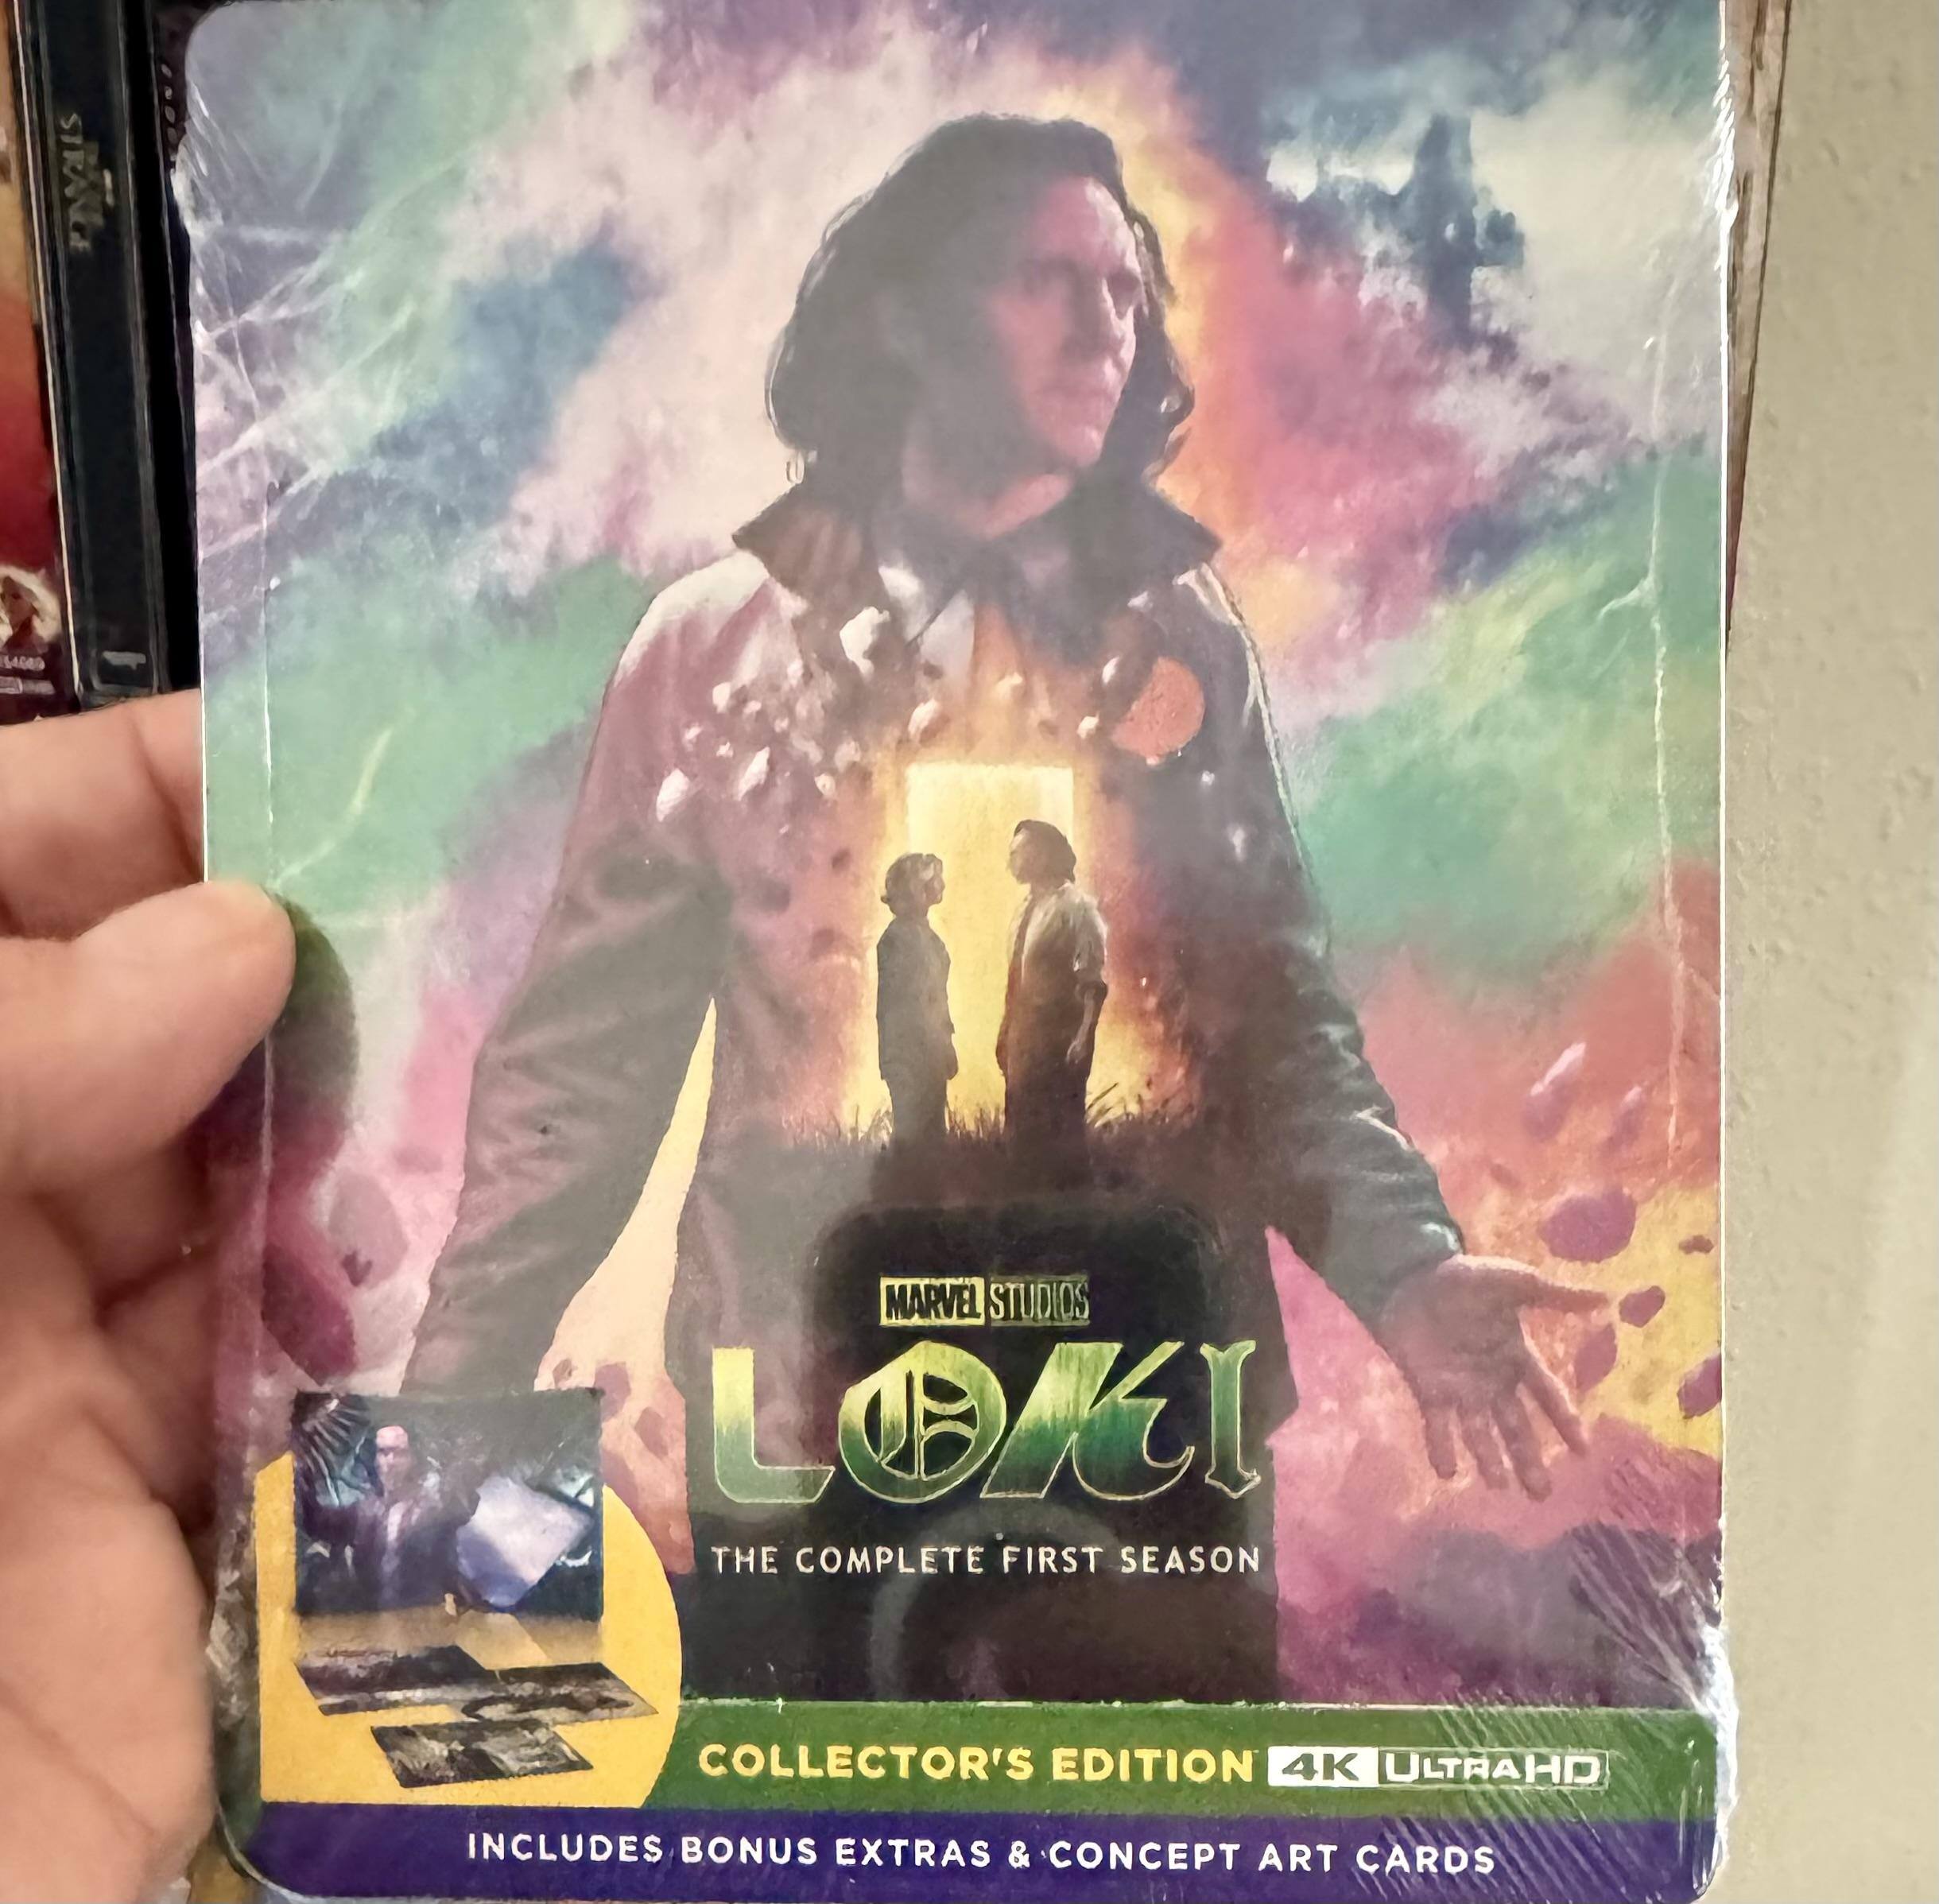 MARVEL STUDIOS
LOKI
THE COMPLETE FIRST SEASON
COLLECTOR'S EDITION 4K ULTRA HD
INCLUDES BONUS EXTRAS & CONCEPT ART CARDS